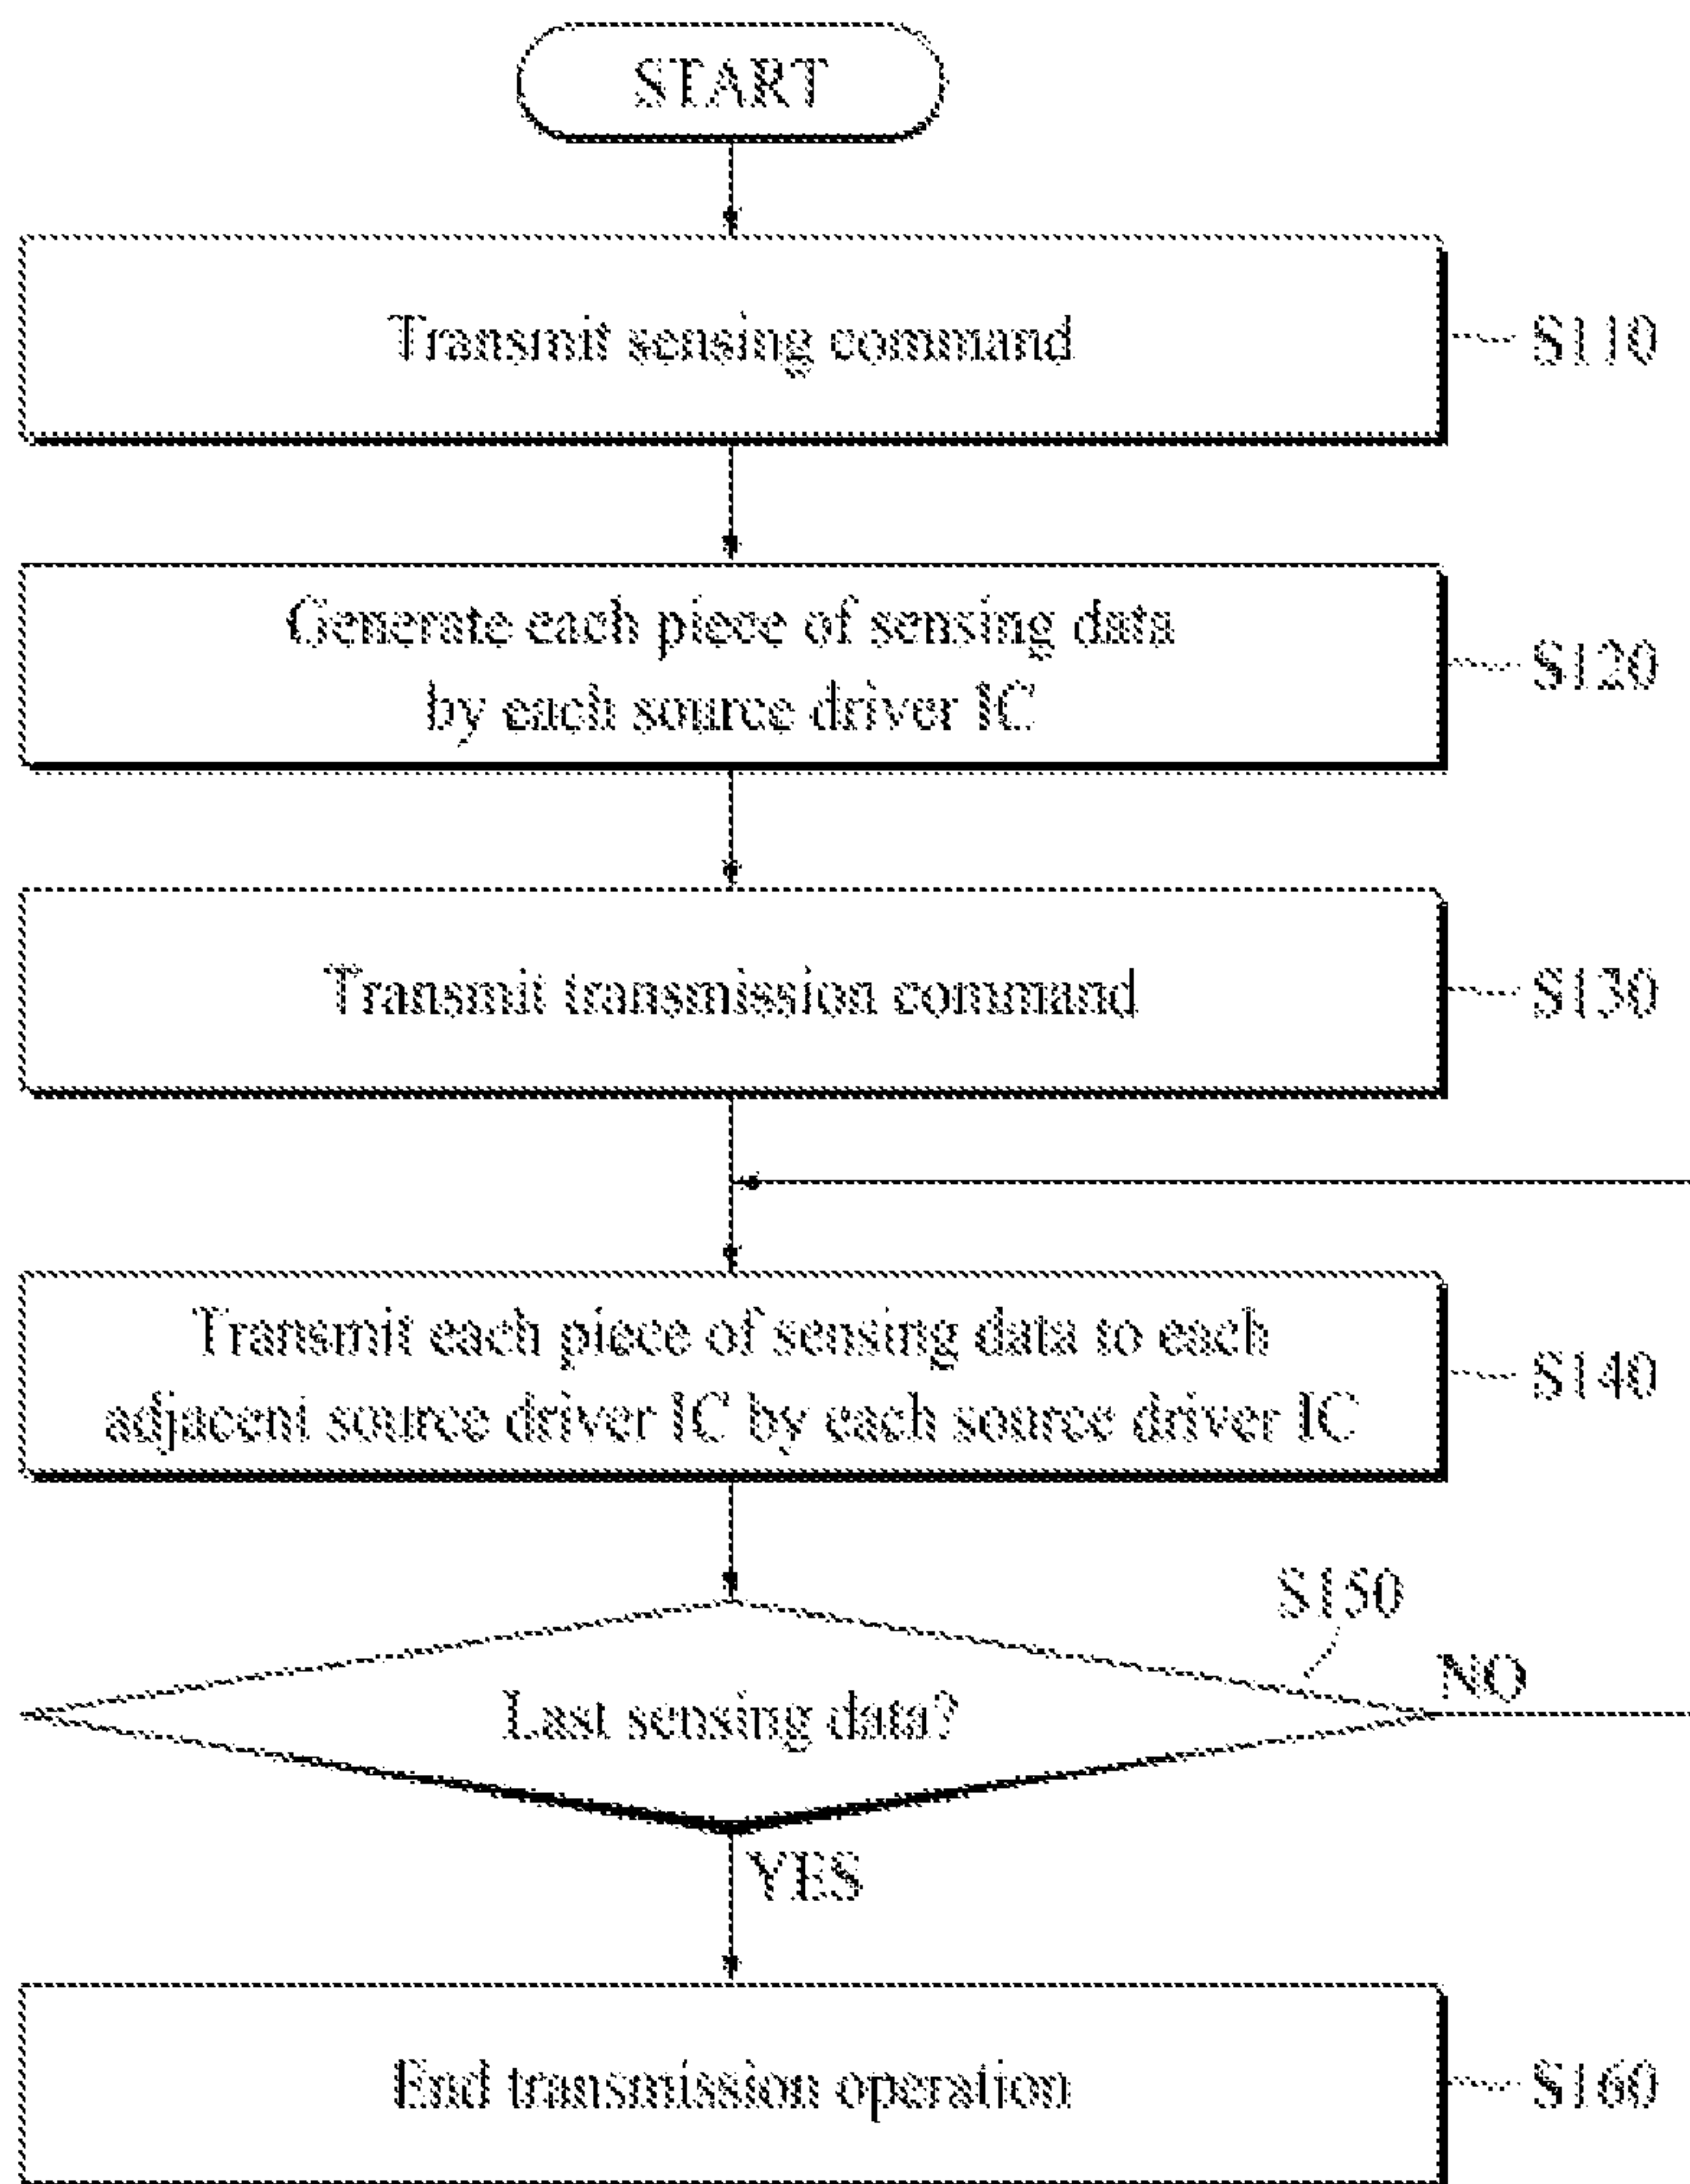 START
Transmit sensing command
S110
Generate each piece of sensing data
by each source driver IC
S120
Transmit transmission command
S130
Transmit each piece of sensing data to each
adjacent source driver IC by each source driver IC
S140
S150
Last sensing data?
NO
YES
End transmission operation
S160